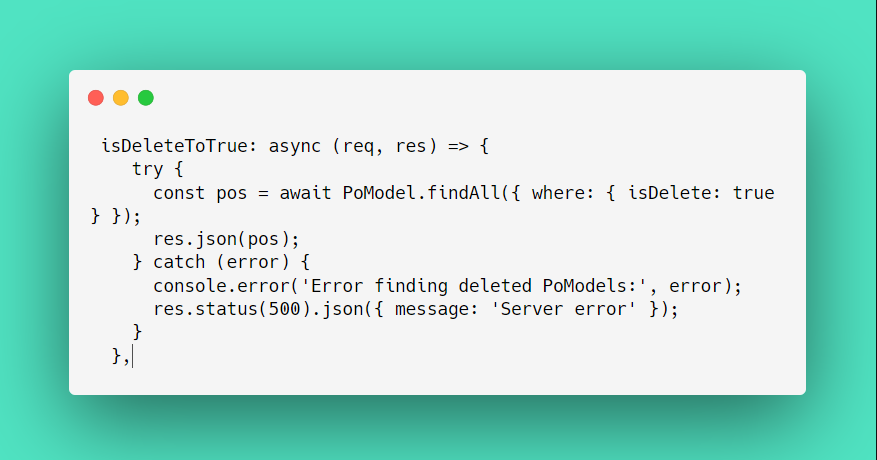 isDeleteToTrue: async (req, res) => {
try {
const pos = await PoModel.findAll({ where: { isDelete: true
} });
res.json(pos);
} catch (error) {
console.error('Error finding deleted PoModels:', error);
res.status(500).json({ message: 'Server error' });
}
},